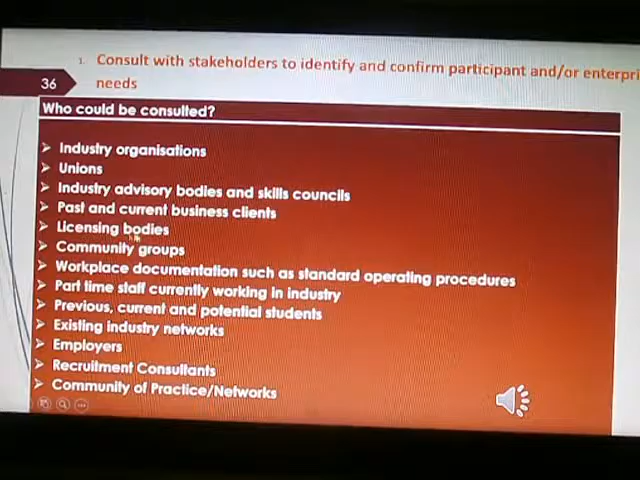 1. Consult with stakeholders to identify and confirm participant and/or enterpri
needs
36
Who could be consulted?
Industry organisations
Unions
Industry advisory bodies and skills councils
Past and current business clients
Licensing bodies
Community groups
Workplace documentation such as standard operating procedures
Part time staff currently working in industry
Previous, current and potential students
Existing industry networks
Employers
Recruitment Consultants
Community of Practice/Networks